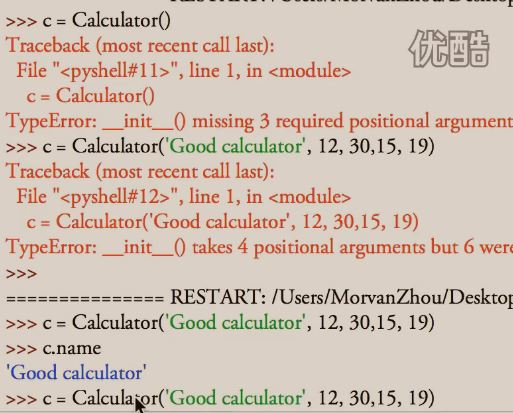 RESTART: /Users/MorvanZhou/Desktop
>>> c = Calculator()
优酷
Traceback (most recent call last):
File "<pyshell#11>", line 1, in <module>
c = Calculator()
TypeError: __init__() missing 3 required positional argument
>>> c = Calculator('Good calculator', 12, 30,15, 19)
Traceback (most recent call last):
File "<pyshell#12>", line 1, in <module>
c = Calculator('Good calculator', 12, 30,15, 19)
TypeError: __init__() takes 4 positional arguments but 6 were
>>>
=============== RESTART: /Users/MorvanZhou/Desktop
>>> c = Calculator('Good calculator', 12, 30,15, 19)
>>> c.name
'Good calculator'
>>> c = Calculator('Good calculator', 12, 30,15, 19)